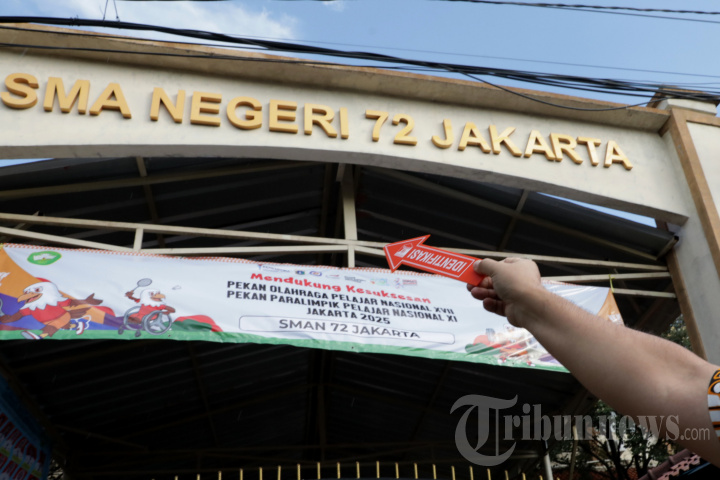 SMA NEGERI 72 JAKARTA
IDENTIFIKASI
Mendukung Kesuksesan
PEKAN OLAHRAGA PELAJAR NASIONAL XVII
PEKAN PARALIMPIK PELAJAR NASIONAL XI
JAKARTA 2025
SMAN 72 JAKARTA
Tribunnews.com